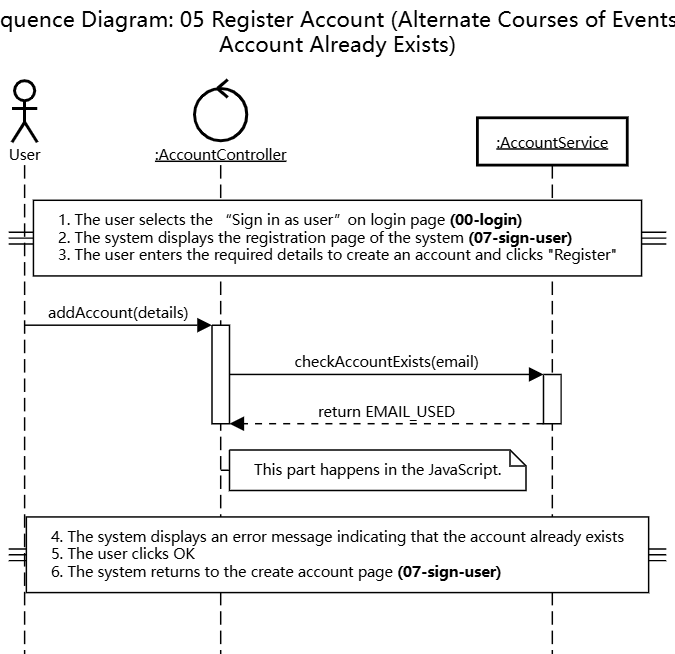 quence Diagram: 05 Register Account (Alternate Courses of Events
Account Already Exists)
User
:AccountController
:AccountService
1. The user selects the “Sign in as user” on login page (00-login)
2. The system displays the registration page of the system (07-sign-user)
3. The user enters the required details to create an account and clicks "Register"
addAccount(details)
checkAccountExists(email)
return EMAIL_USED
This part happens in the JavaScript.
4. The system displays an error message indicating that the account already exists
5. The user clicks OK
6. The system returns to the create account page (07-sign-user)